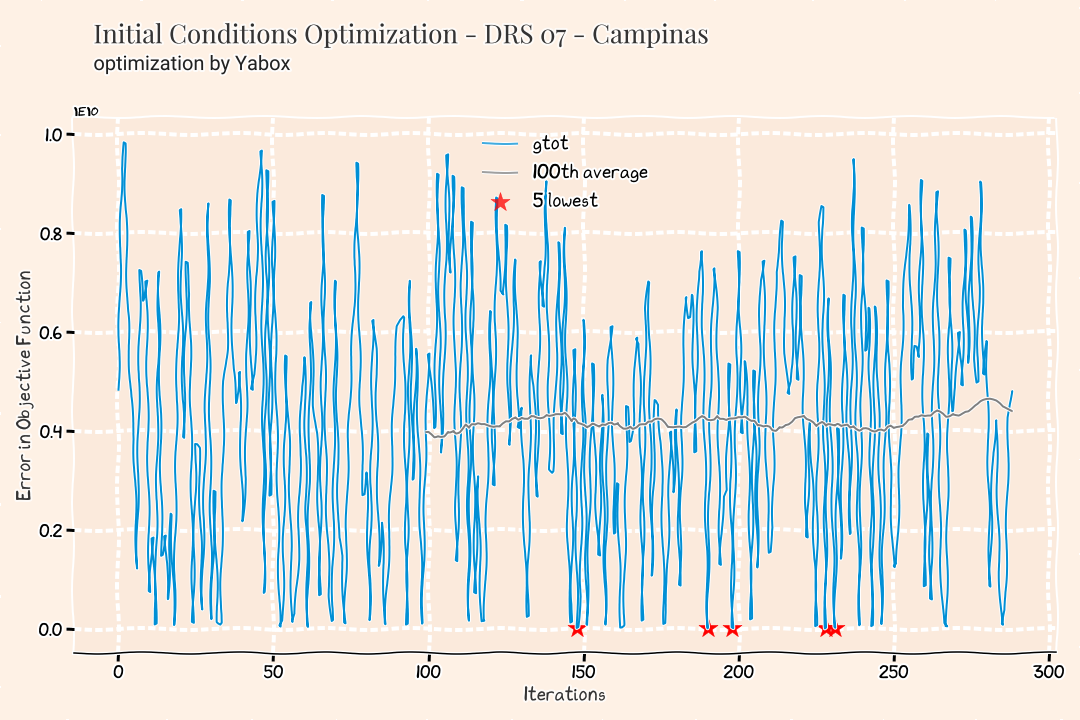 Initial Conditions Optimization - DRS 07 - Campinas
optimization by Yabox
1E10
1.0
0.8
0.6
0.4
0.2
0.0
Error in Objective Function
gtot
100th average
5 lowest
0 50 100 150 200 250 300
Iterations